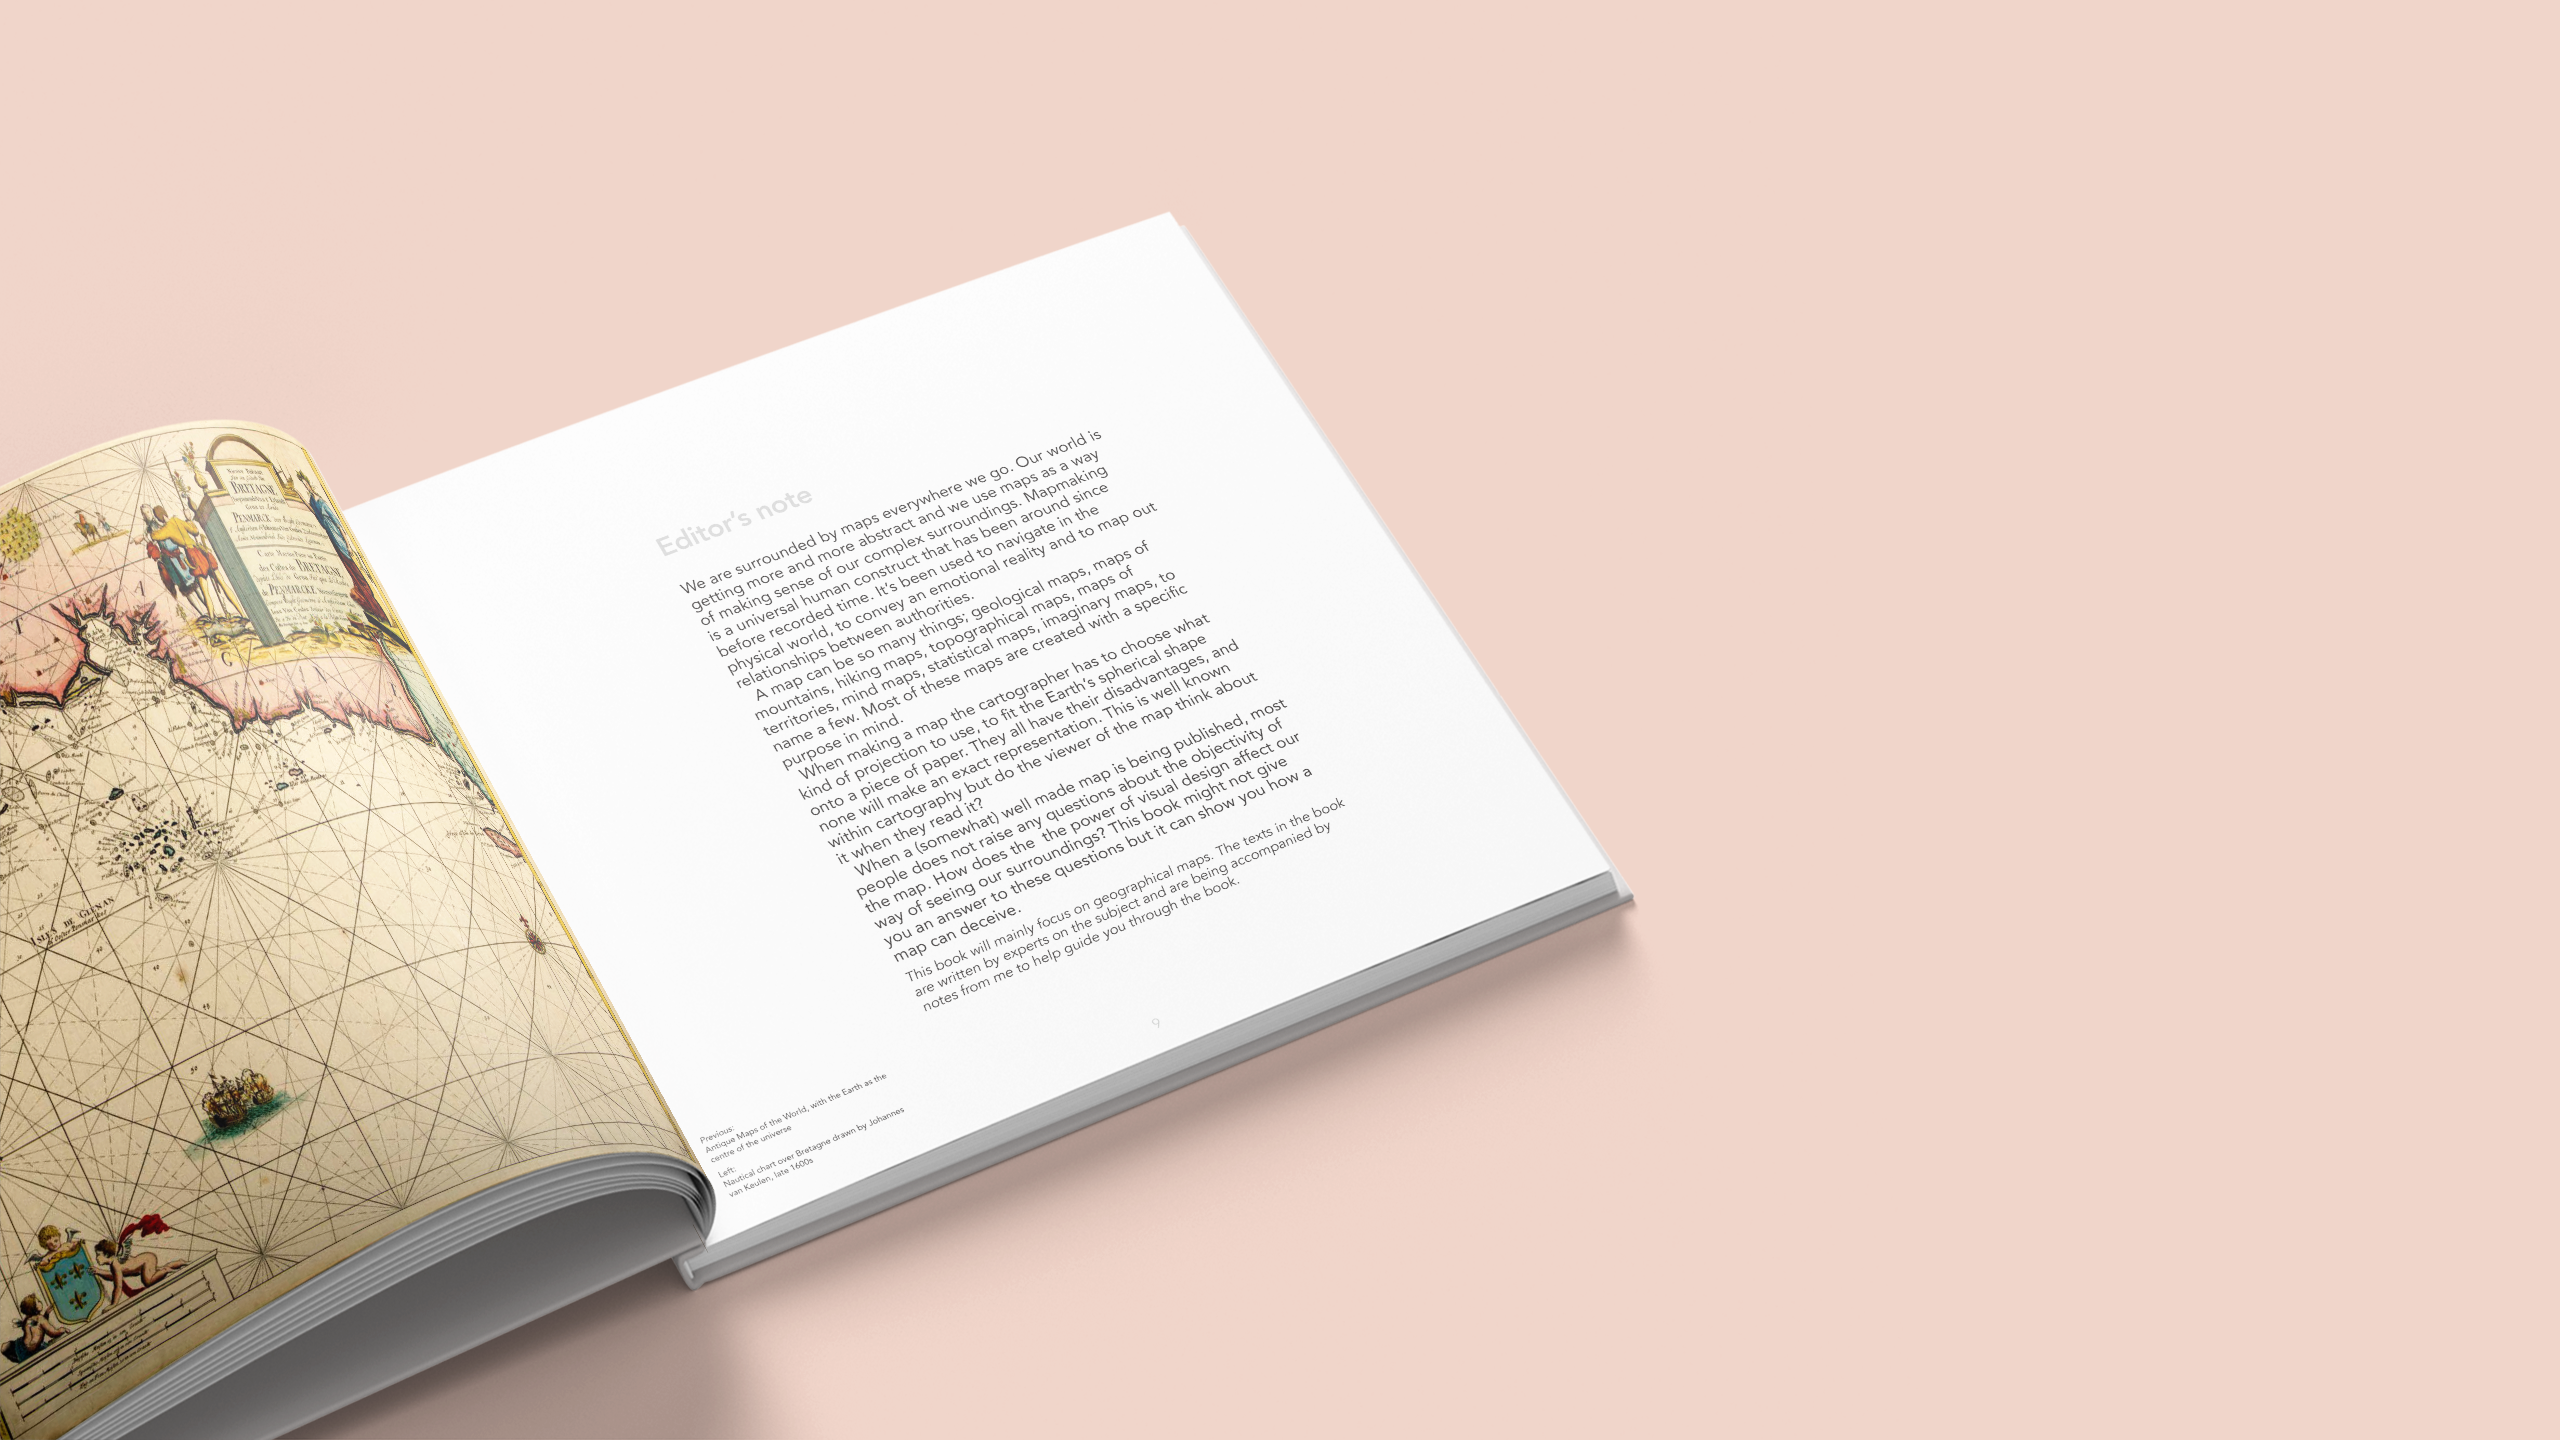 BRETAGNE
PENMARCK
des Costes de BRETAGNE
de PENMARCKE
ISLES DE GLENAN
Editor's note
We are surrounded by maps everywhere we go. Our world is
getting more and more abstract and we use maps as a way
of making sense of our complex surroundings. Mapmaking
is a universal human construct that has been around since
before recorded time. It's been used to navigate in the
physical world, to convey an emotional reality and to map out
relationships between authorities.
A map can be so many things; geological maps, maps of
mountains, hiking maps, topographical maps, maps of
territories, mind maps, statistical maps, imaginary maps, to
name a few. Most of these maps are created with a specific
purpose in mind.
When making a map the cartographer has to choose what
kind of projection to use, to fit the Earth's spherical shape
onto a piece of paper. They all have their disadvantages, and
none will make an exact representation. This is well known
within cartography but do the viewer of the map think about
it when they read it?
When a (somewhat) well made map is being published, most
people does not raise any questions about the objectivity of
the map. How does the the power of visual design affect our
way of seeing our surroundings? This book might not give
you an answer to these questions but it can show you how a
map can deceive.
This book will mainly focus on geographical maps. The texts in the book
are written by experts on the subject and are being accompanied by
notes from me to help guide you through the book.
9
Previous:
Antique Maps of the World, with the Earth as the
centre of the universe
Left:
Nautical chart over Bretagne drawn by Johannes
van Keulen, late 1600s